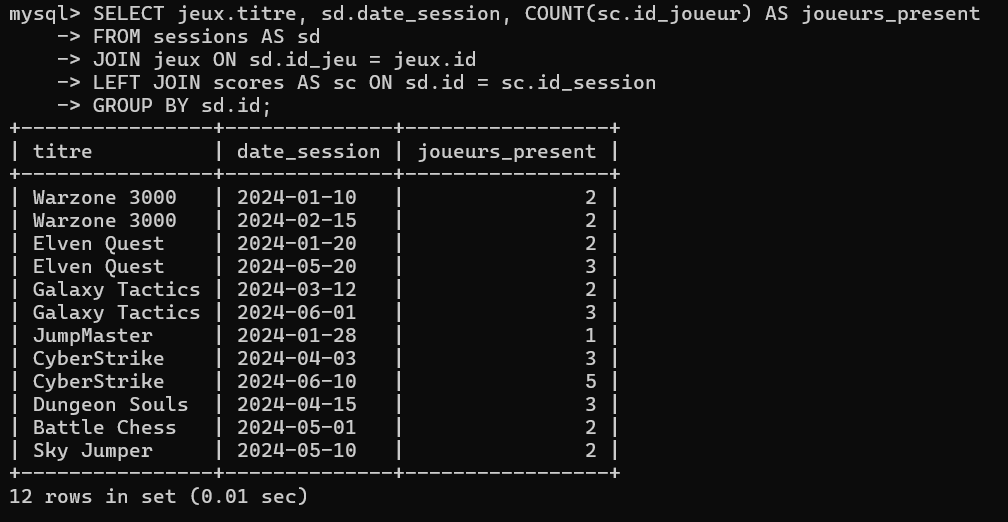 mysql> SELECT jeux.titre, sd.date_session, COUNT(sc.id_joueur) AS joueurs_present
    -> FROM sessions AS sd
    -> JOIN jeux ON sd.id_jeu = jeux.id
    -> LEFT JOIN scores AS sc ON sd.id = sc.id_session
    -> GROUP BY sd.id;
+----------------+--------------+-----------------+
| titre          | date_session | joueurs_present |
+----------------+--------------+-----------------+
| Warzone 3000   | 2024-01-10   |               2 |
| Warzone 3000   | 2024-02-15   |               2 |
| Elven Quest    | 2024-01-20   |               2 |
| Elven Quest    | 2024-05-20   |               3 |
| Galaxy Tactics | 2024-03-12   |               2 |
| Galaxy Tactics | 2024-06-01   |               3 |
| JumpMaster     | 2024-01-28   |               1 |
| CyberStrike    | 2024-04-03   |               3 |
| CyberStrike    | 2024-06-10   |               5 |
| Dungeon Souls  | 2024-04-15   |               3 |
| Battle Chess   | 2024-05-01   |               2 |
| Sky Jumper     | 2024-05-10   |               2 |
+----------------+--------------+-----------------+
12 rows in set (0.01 sec)